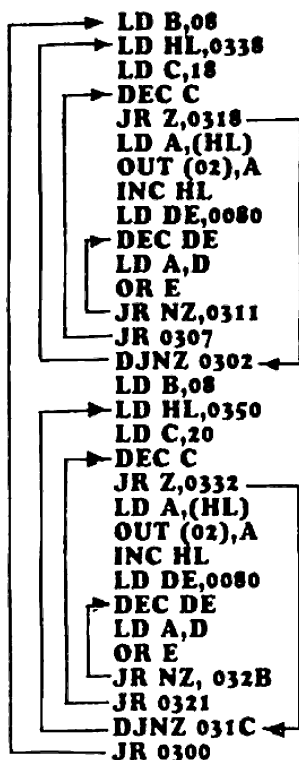 LD B,08
LD HL,0338
LD C,18
DEC C
JR Z,0318
LD A,(HL)
OUT (02),A
INC HL
LD DE,0080
DEC DE
LD A,D
OR E
JR NZ,0311
JR 0307
DJNZ 0302
LD B,08
LD HL,0350
LD C,20
DEC C
JR Z,0332
LD A,(HL)
OUT (02),A
INC HL
LD DE,0080
DEC DE
LD A,D
OR E
JR NZ, 032B
JR 0321
DJNZ 031C
JR 0300